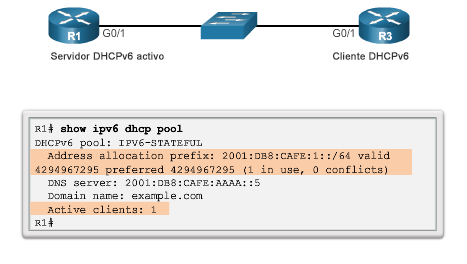 R1
G0/1
G0/1
R3
Servidor DHCPv6 activo
Cliente DHCPv6
R1# show ipv6 dhcp pool
DHCPv6 pool: IPV6-STATEFUL
Address allocation prefix: 2001:DB8:CAFE:1::/64 valid
4294967295 preferred 4294967295 (1 in use, 0 conflicts)
DNS server: 2001:DB8:CAFE:AAAA::5
Domain name: example.com
Active clients: 1
R1#